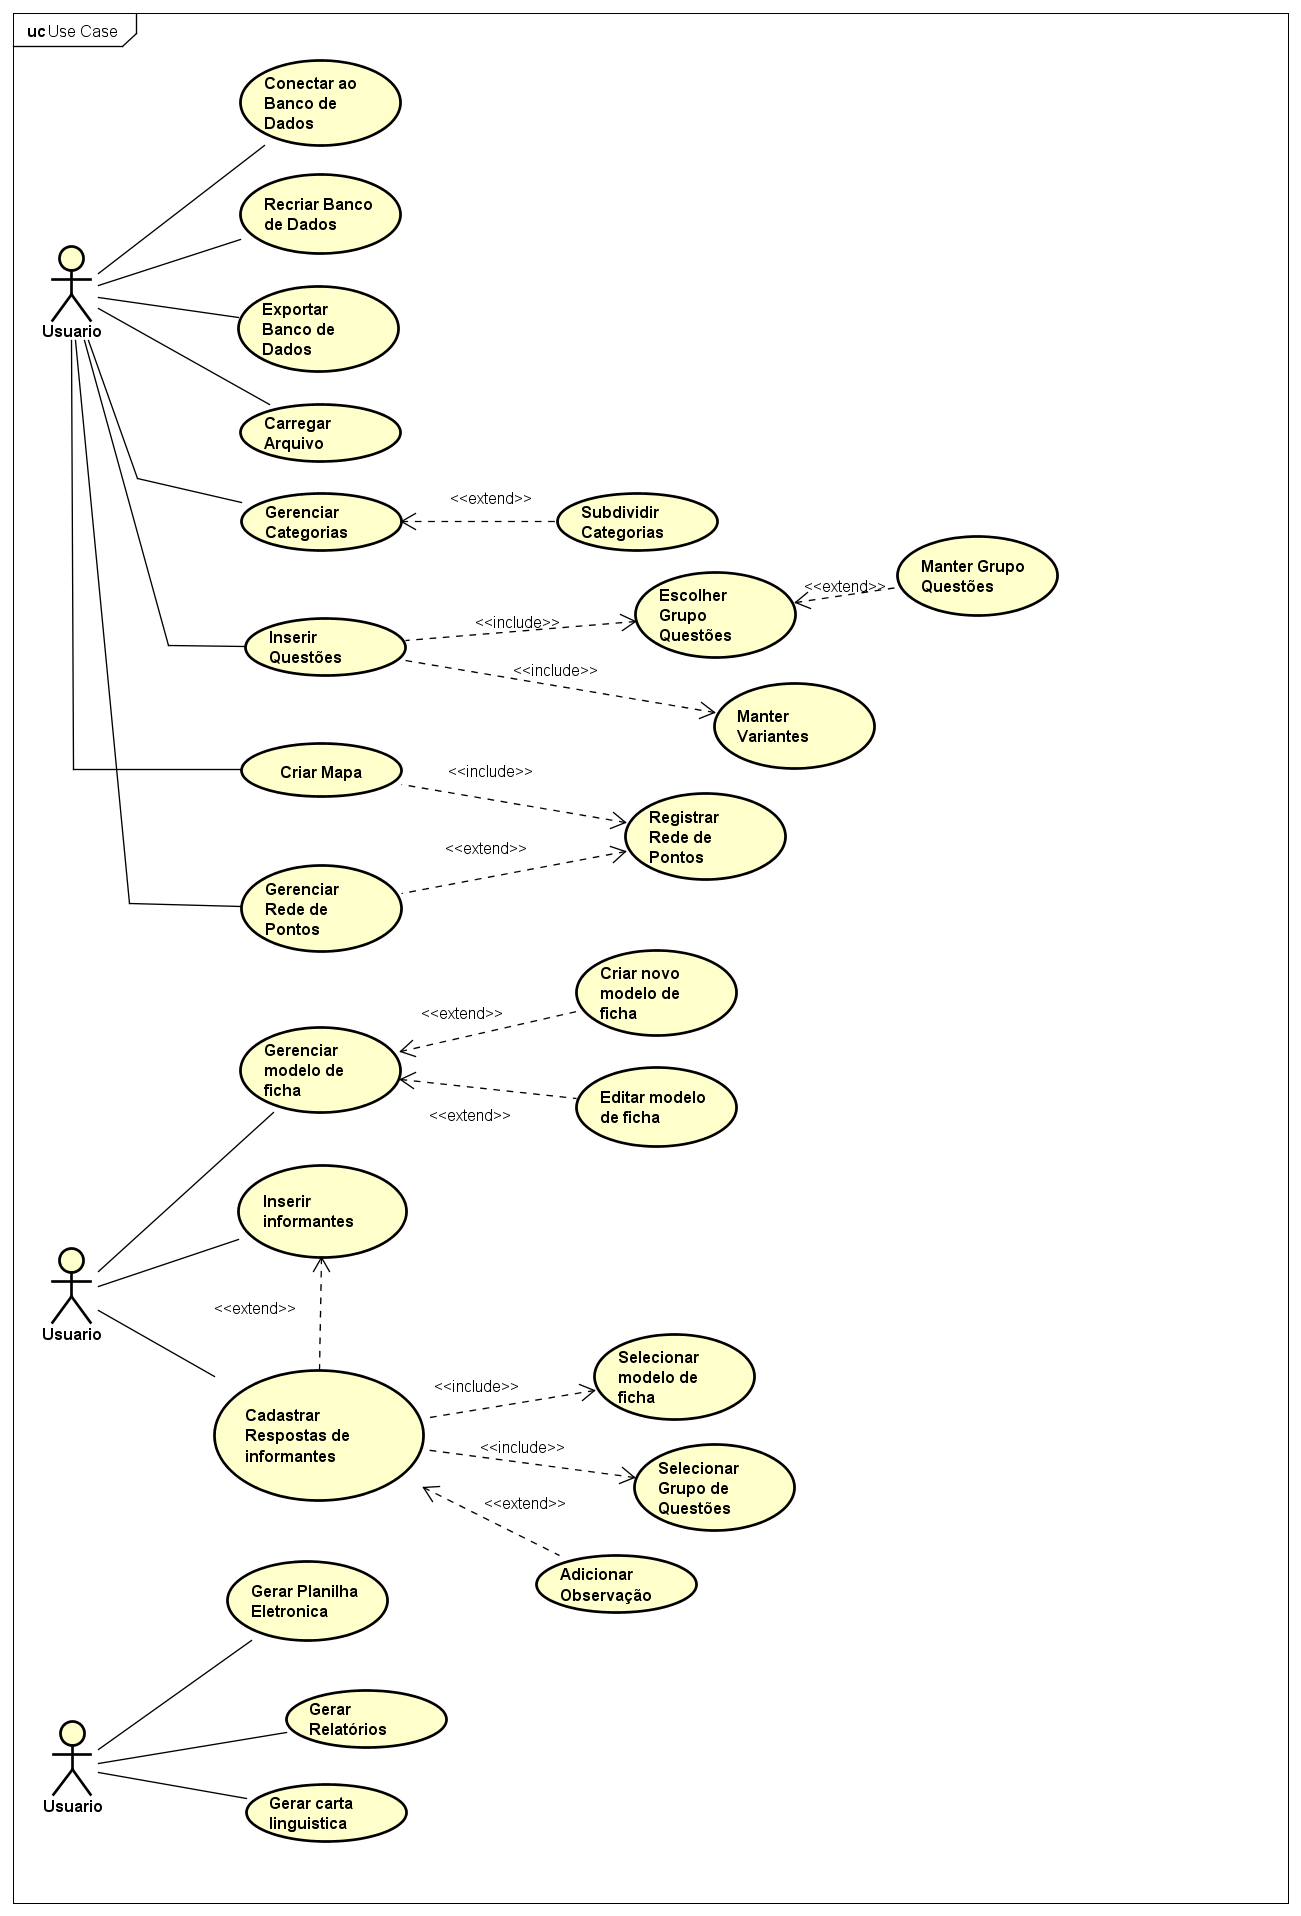 uc Use Case
Conectar ao
Banco de
Dados
Recriar Banco
de Dados
Usuario
Exportar
Banco de
Dados
Carregar
Arquivo
Gerenciar
Categorias
<<extend>>
Subdividir
Categorias
Inserir
Questões
<<include>>
Escolher
Grupo
Questões
<<extend>>
Manter Grupo
Questões
<<include>>
Manter
Variantes
Criar Mapa
<<include>>
Registrar
Rede de
Pontos
<<extend>>
Gerenciar
Rede de
Pontos
Criar novo
modelo de
ficha
<<extend>>
Gerenciar
modelo de
ficha
<<extend>>
Editar modelo
de ficha
Inserir
informantes
Usuario
<<extend>>
Cadastrar
Respostas de
informantes
<<include>>
Selecionar
modelo de
ficha
<<include>>
Selecionar
Grupo de
Questões
<<extend>>
Adicionar
Observação
Gerar Planilha
Eletronica
Gerar
Relatórios
Usuario
Gerar carta
linguistica